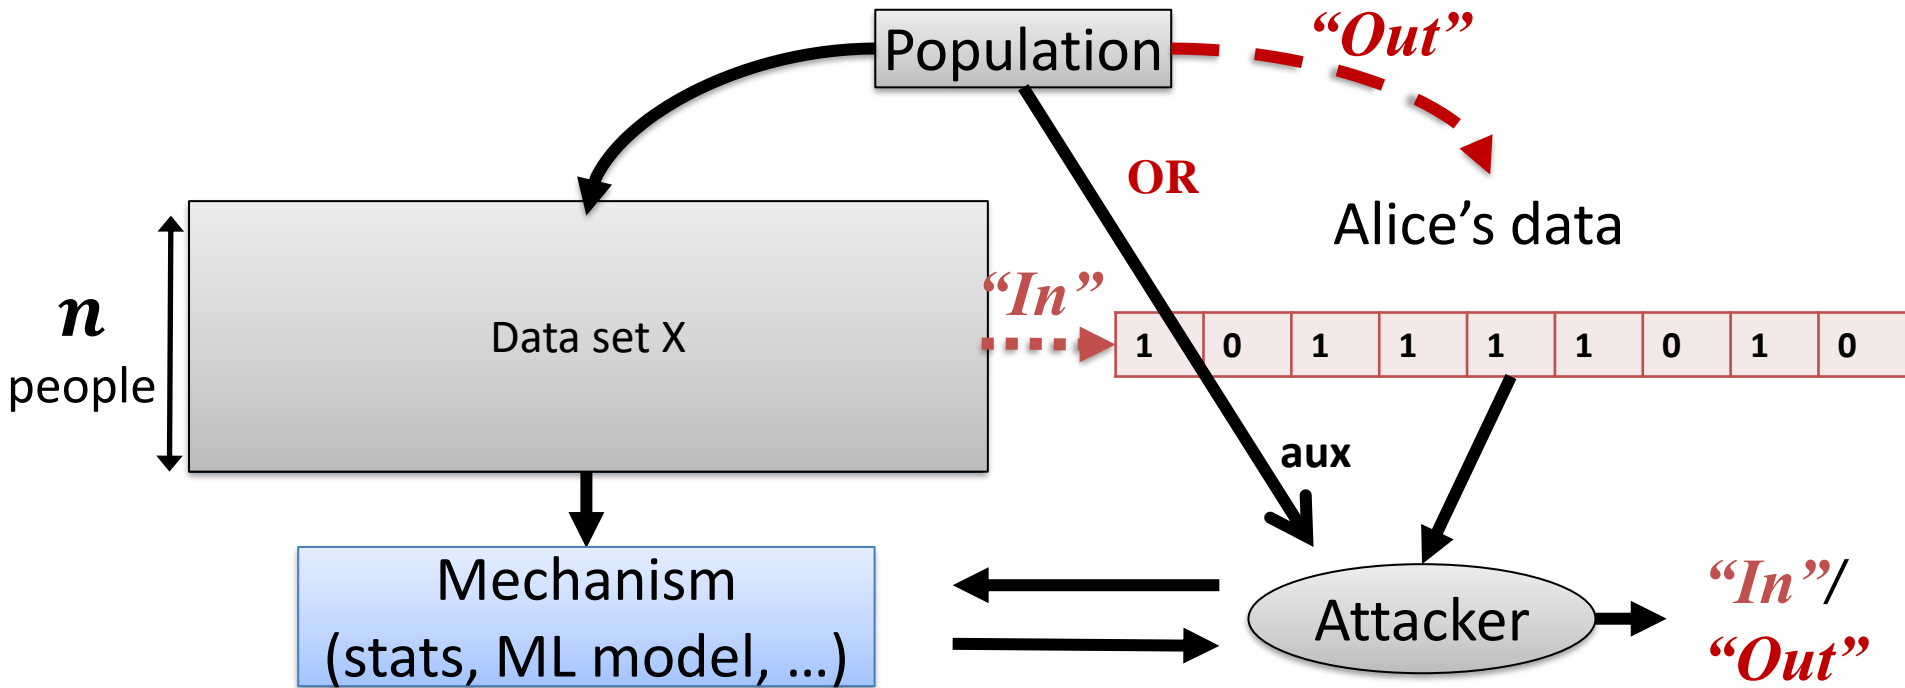 Population
“Out”
OR
Alice’s data
n
people
Data set X
“In”
1 0 1 1 1 1 0 1 0
aux
Mechanism
(stats, ML model, ...)
Attacker
“In”/
“Out”